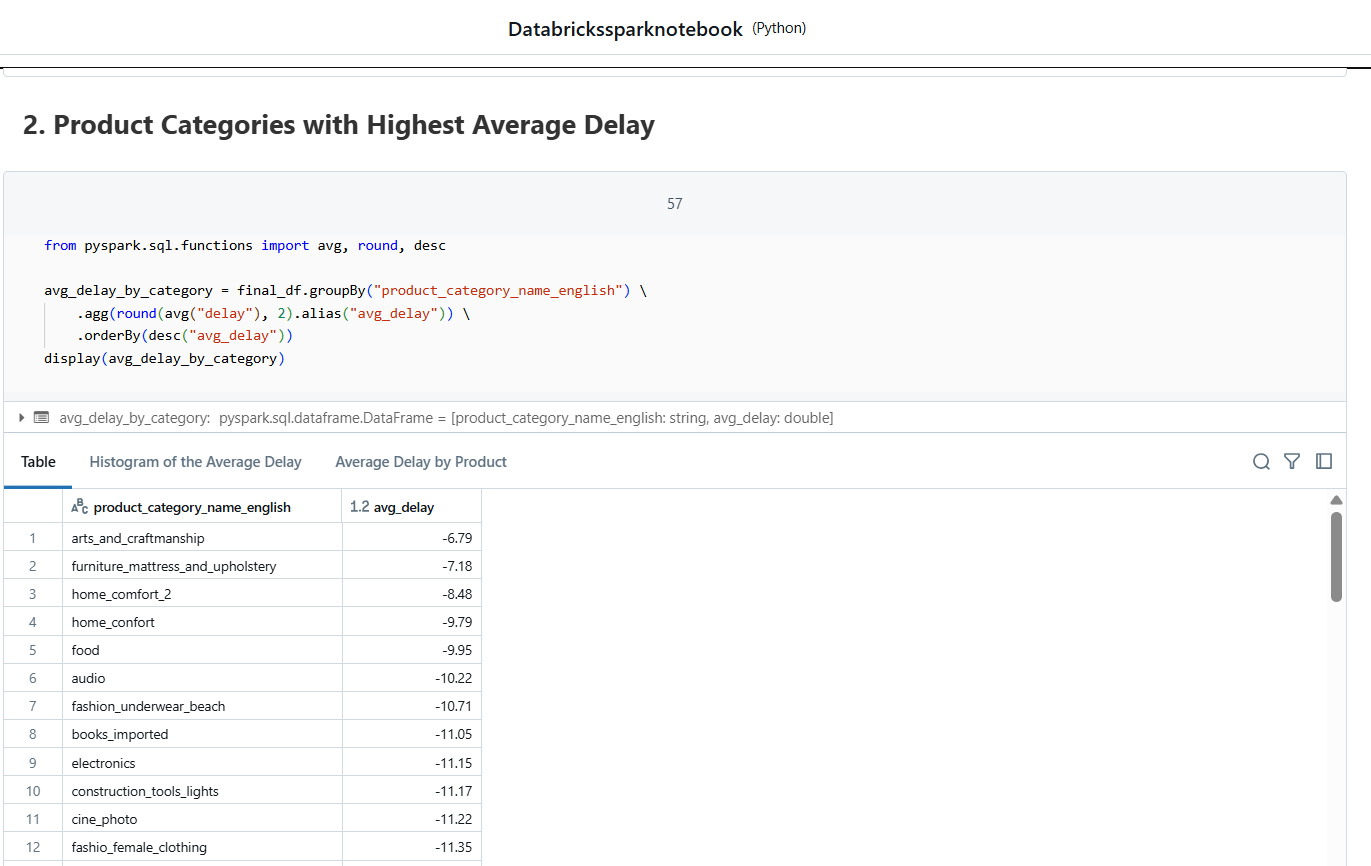 Databrickssparknotebook (Python)
2. Product Categories with Highest Average Delay
57
from pyspark.sql.functions import avg, round, desc
avg_delay_by_category = final_df.groupBy("product_category_name_english") \
.agg(round(avg("delay"), 2).alias("avg_delay")) \
.orderBy(desc("avg_delay"))
display(avg_delay_by_category)
avg_delay_by_category: pyspark.sql.dataframe.DataFrame = [product_category_name_english: string, avg_delay: double]
Table Histogram of the Average Delay Average Delay by Product
ABC product_category_name_english 1.2 avg_delay
1 arts_and_craftmanship -6.79
2 furniture_mattress_and_upholstery -7.18
3 home_comfort_2 -8.48
4 home_confort -9.79
5 food -9.95
6 audio -10.22
7 fashion_underwear_beach -10.71
8 books_imported -11.05
9 electronics -11.15
10 construction_tools_lights -11.17
11 cine_photo -11.22
12 fashio_female_clothing -11.35